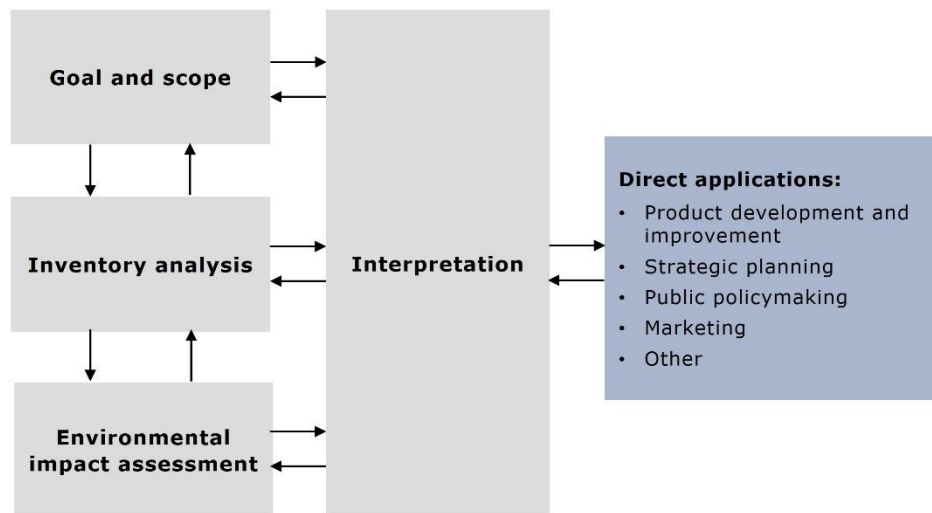 Goal and scope
Inventory analysis
Environmental
impact assessment
Interpretation
Direct applications:
• Product development and
improvement
• Strategic planning
• Public policymaking
• Marketing
• Other